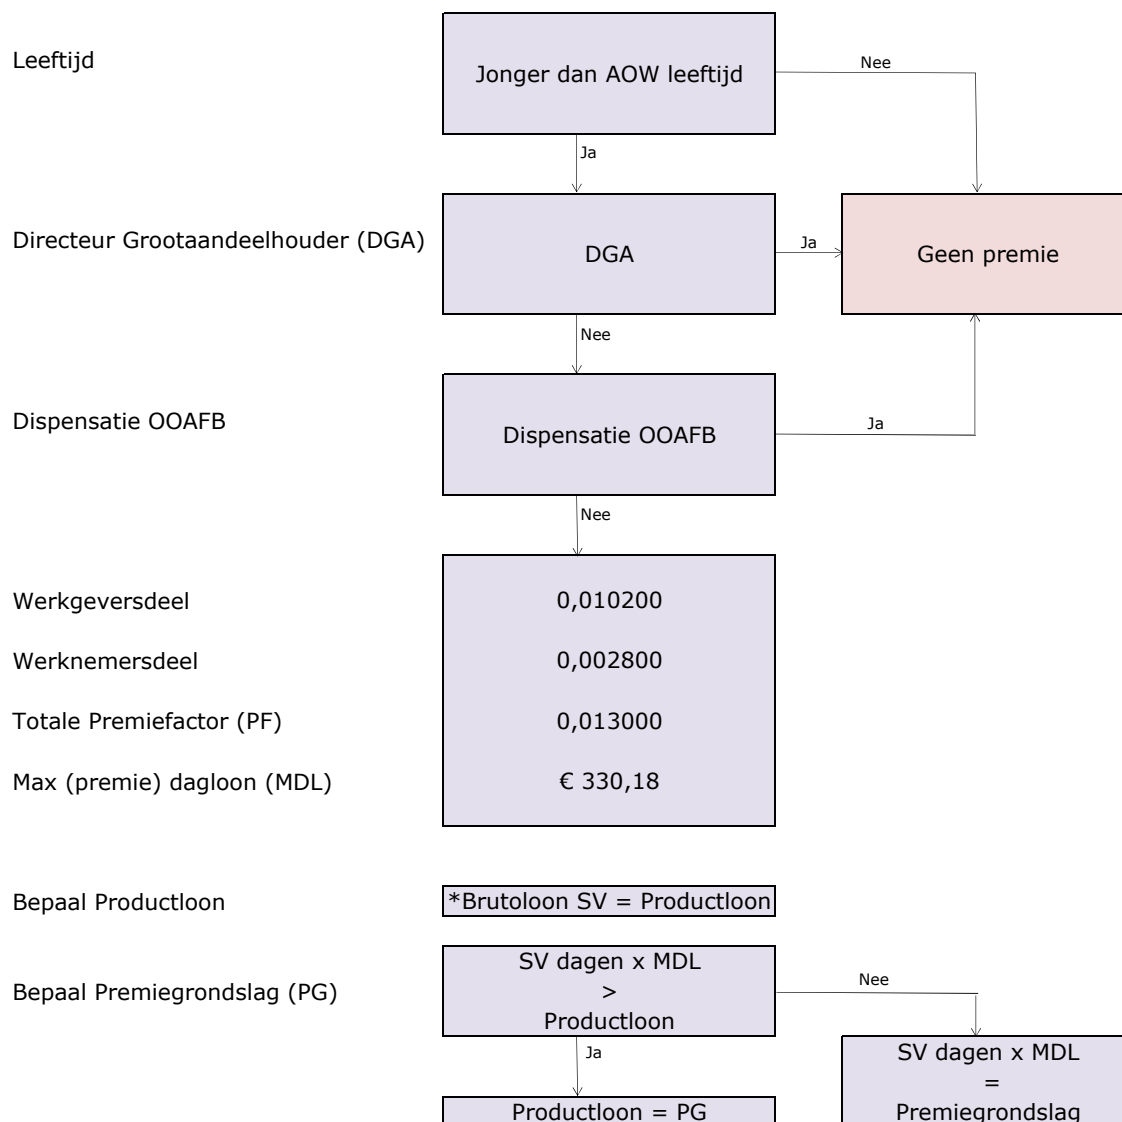 Leeftijd
Jonger dan AOW leeftijd
Nee
Ja
Directeur Grootaandeelhouder (DGA)
DGA
Ja
Geen premie
Nee
Dispensatie OOAFB
Dispensatie OOAFB
Ja
Nee
Werkgeversdeel
0,010200
Werknemersdeel
0,002800
Totale Premiefactor (PF)
0,013000
Max (premie) dagloon (MDL)
€ 330,18
Bepaal Productloon
*Brutoloon SV = Productloon
Bepaal Premiegrondslag (PG)
SV dagen x MDL
>
Productloon
Nee
Ja
SV dagen x MDL
=
Premiegrondslag
Productloon = PG